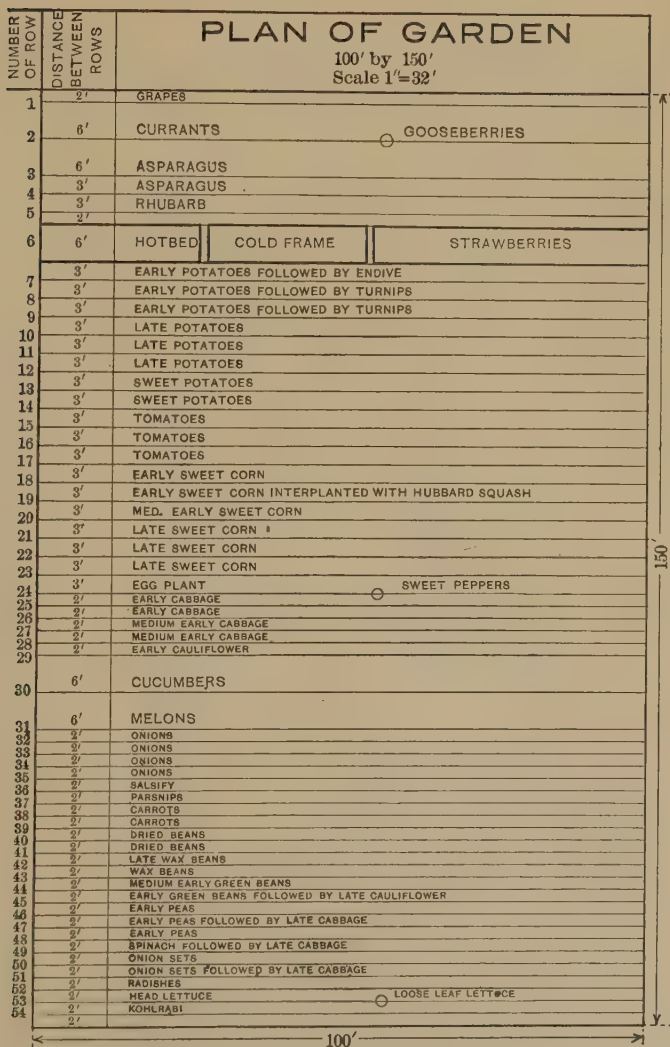 NUMBER OF ROW
DISTANCE BETWEEN ROWS
PLAN OF GARDEN
100' by 150'
Scale 1"=32'
1 2' GRAPES
2 6' CURRANTS GOOSEBERRIES
3 6' ASPARAGUS
4 3' ASPARAGUS
5 3' RHUBARB
2'
6 6' HOTBED COLD FRAME STRAWBERRIES
7 3' EARLY POTATOES FOLLOWED BY ENDIVE
8 3' EARLY POTATOES FOLLOWED BY TURNIPS
9 3' EARLY POTATOES FOLLOWED BY TURNIPS
10 3' LATE POTATOES
11 3' LATE POTATOES
12 3' LATE POTATOES
13 3' SWEET POTATOES
14 3' SWEET POTATOES
15 3' TOMATOES
16 3' TOMATOES
17 3' TOMATOES
18 3' EARLY SWEET CORN
19 3' EARLY SWEET CORN INTERPLANTED WITH HUBBARD SQUASH
20 3' MED. EARLY SWEET CORN
21 3' LATE SWEET CORN
22 3' LATE SWEET CORN
23 3' LATE SWEET CORN
24 3' EGG PLANT SWEET PEPPERS
25 2' EARLY CABBAGE
26 2' EARLY CABBAGE
27 2' MEDIUM EARLY CABBAGE
28 2' MEDIUM EARLY CABBAGE
29 2' EARLY CAULIFLOWER
30 6' CUCUMBERS
31 6' MELONS
32 2' ONIONS
33 2' ONIONS
34 2' ONIONS
35 2' ONIONS
36 2' SALSIFY
37 2' PARSNIPS
38 2' CARROTS
39 2' CARROTS
40 2' DRIED BEANS
41 2' DRIED BEANS
42 2' LATE WAX BEANS
43 2' WAX BEANS
44 2' MEDIUM EARLY GREEN BEANS
45 2' EARLY GREEN BEANS FOLLOWED BY LATE CAULIFLOWER
46 2' EARLY PEAS
47 2' EARLY PEAS FOLLOWED BY LATE CABBAGE
48 2' EARLY PEAS
49 2' SPINACH FOLLOWED BY LATE CABBAGE
50 2' ONION SETS
51 2' ONION SETS FOLLOWED BY LATE CABBAGE
52 2' RADISHES
53 2' HEAD LETTUCE LOOSE LEAF LETTUCE
54 2' KOHLRABI
2'
150'
100'